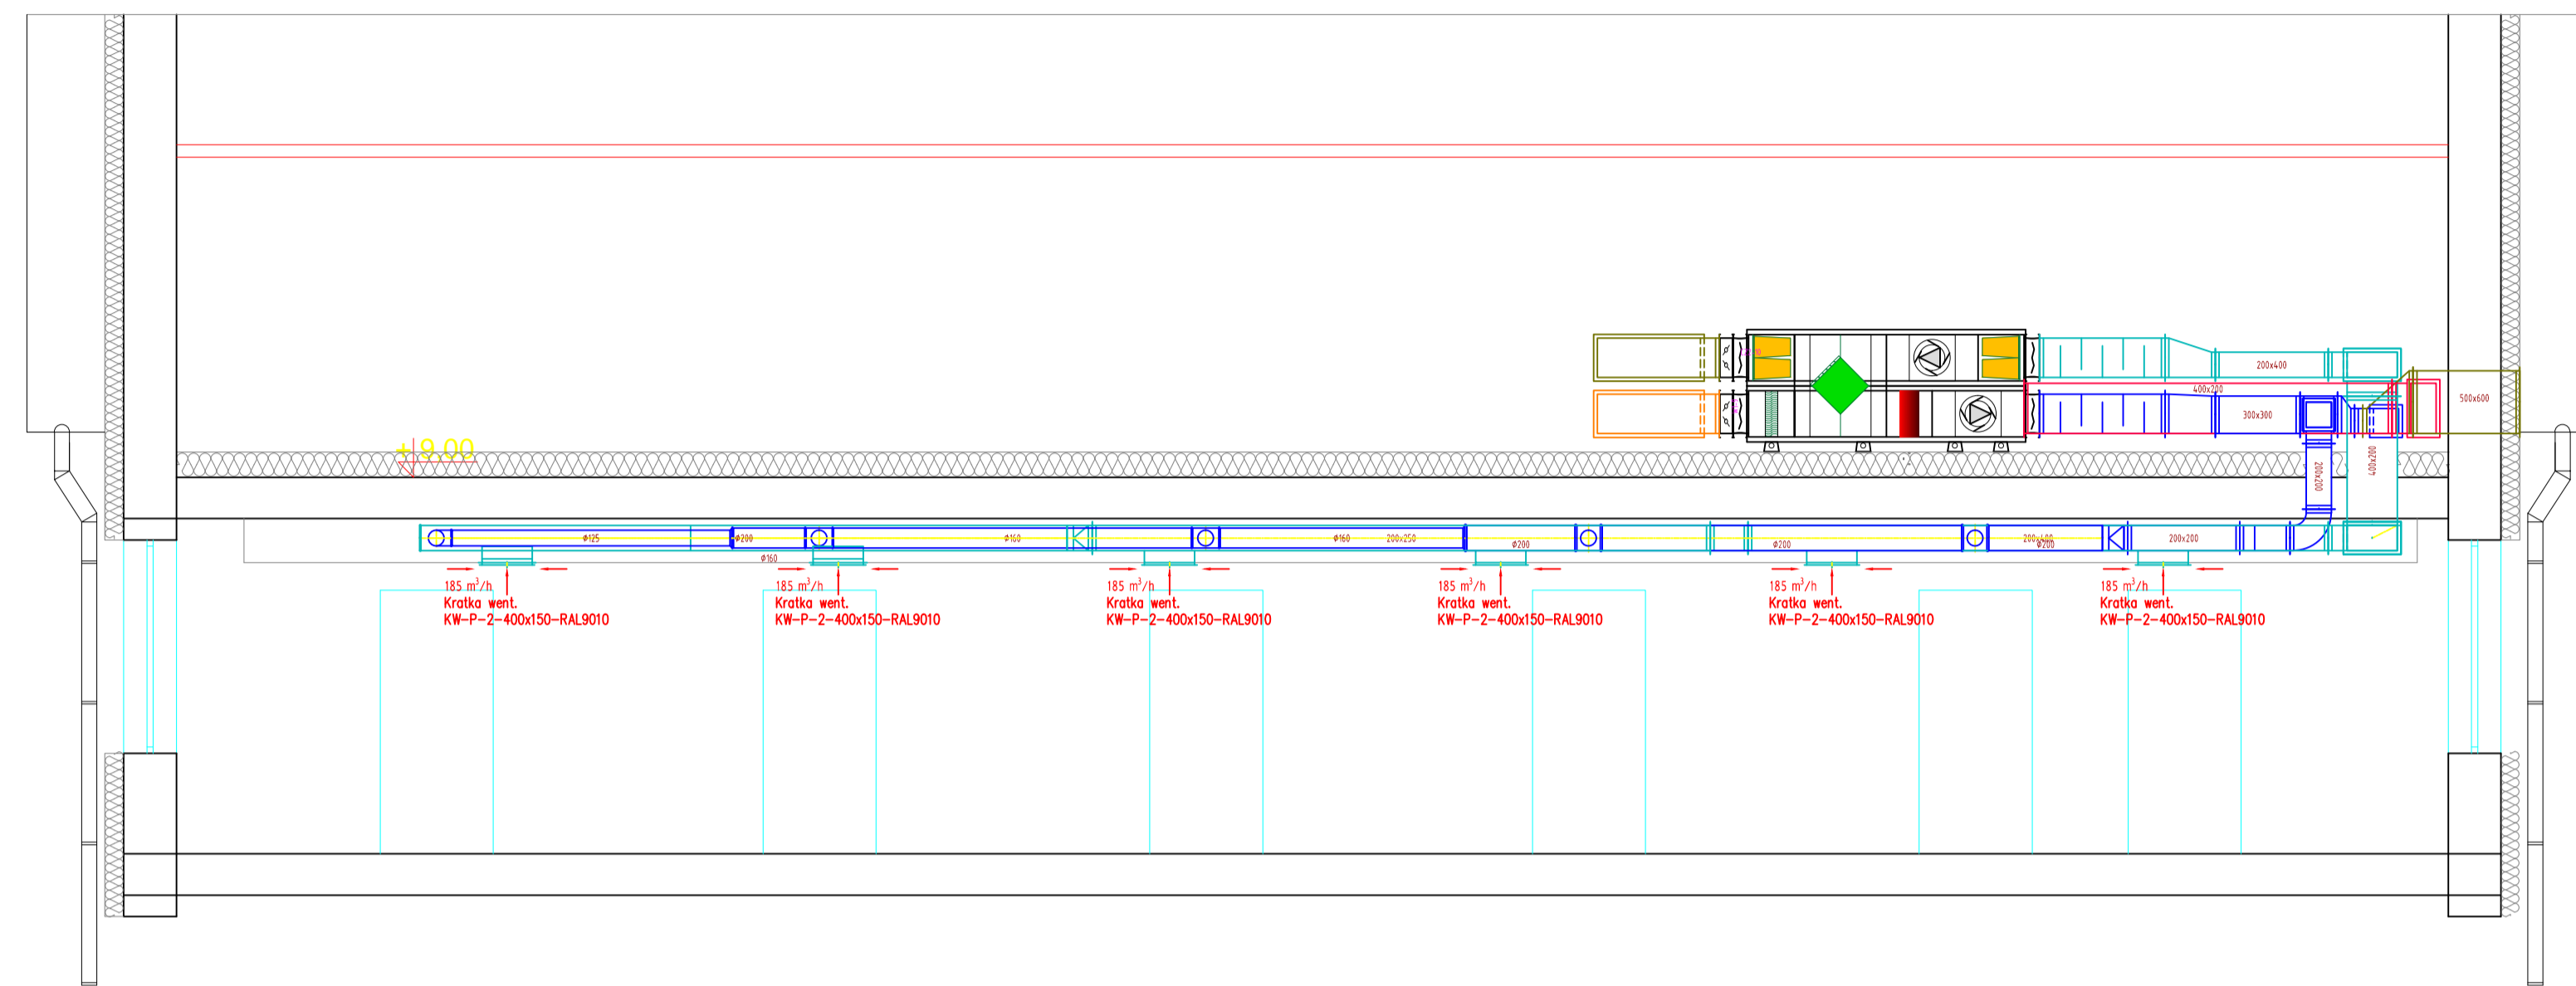 200x400
400x200
300x300
500x600
+ 9.00
200x200
400x200
ϕ125
ϕ200
ϕ160
ϕ160
200x250
ϕ200
ϕ200
ϕ200
200x200
ϕ160
185 m³/h
Kratka went.
KW-P-2-400x150-RAL9010
185 m³/h
Kratka went.
KW-P-2-400x150-RAL9010
185 m³/h
Kratka went.
KW-P-2-400x150-RAL9010
185 m³/h
Kratka went.
KW-P-2-400x150-RAL9010
185 m³/h
Kratka went.
KW-P-2-400x150-RAL9010
185 m³/h
Kratka went.
KW-P-2-400x150-RAL9010